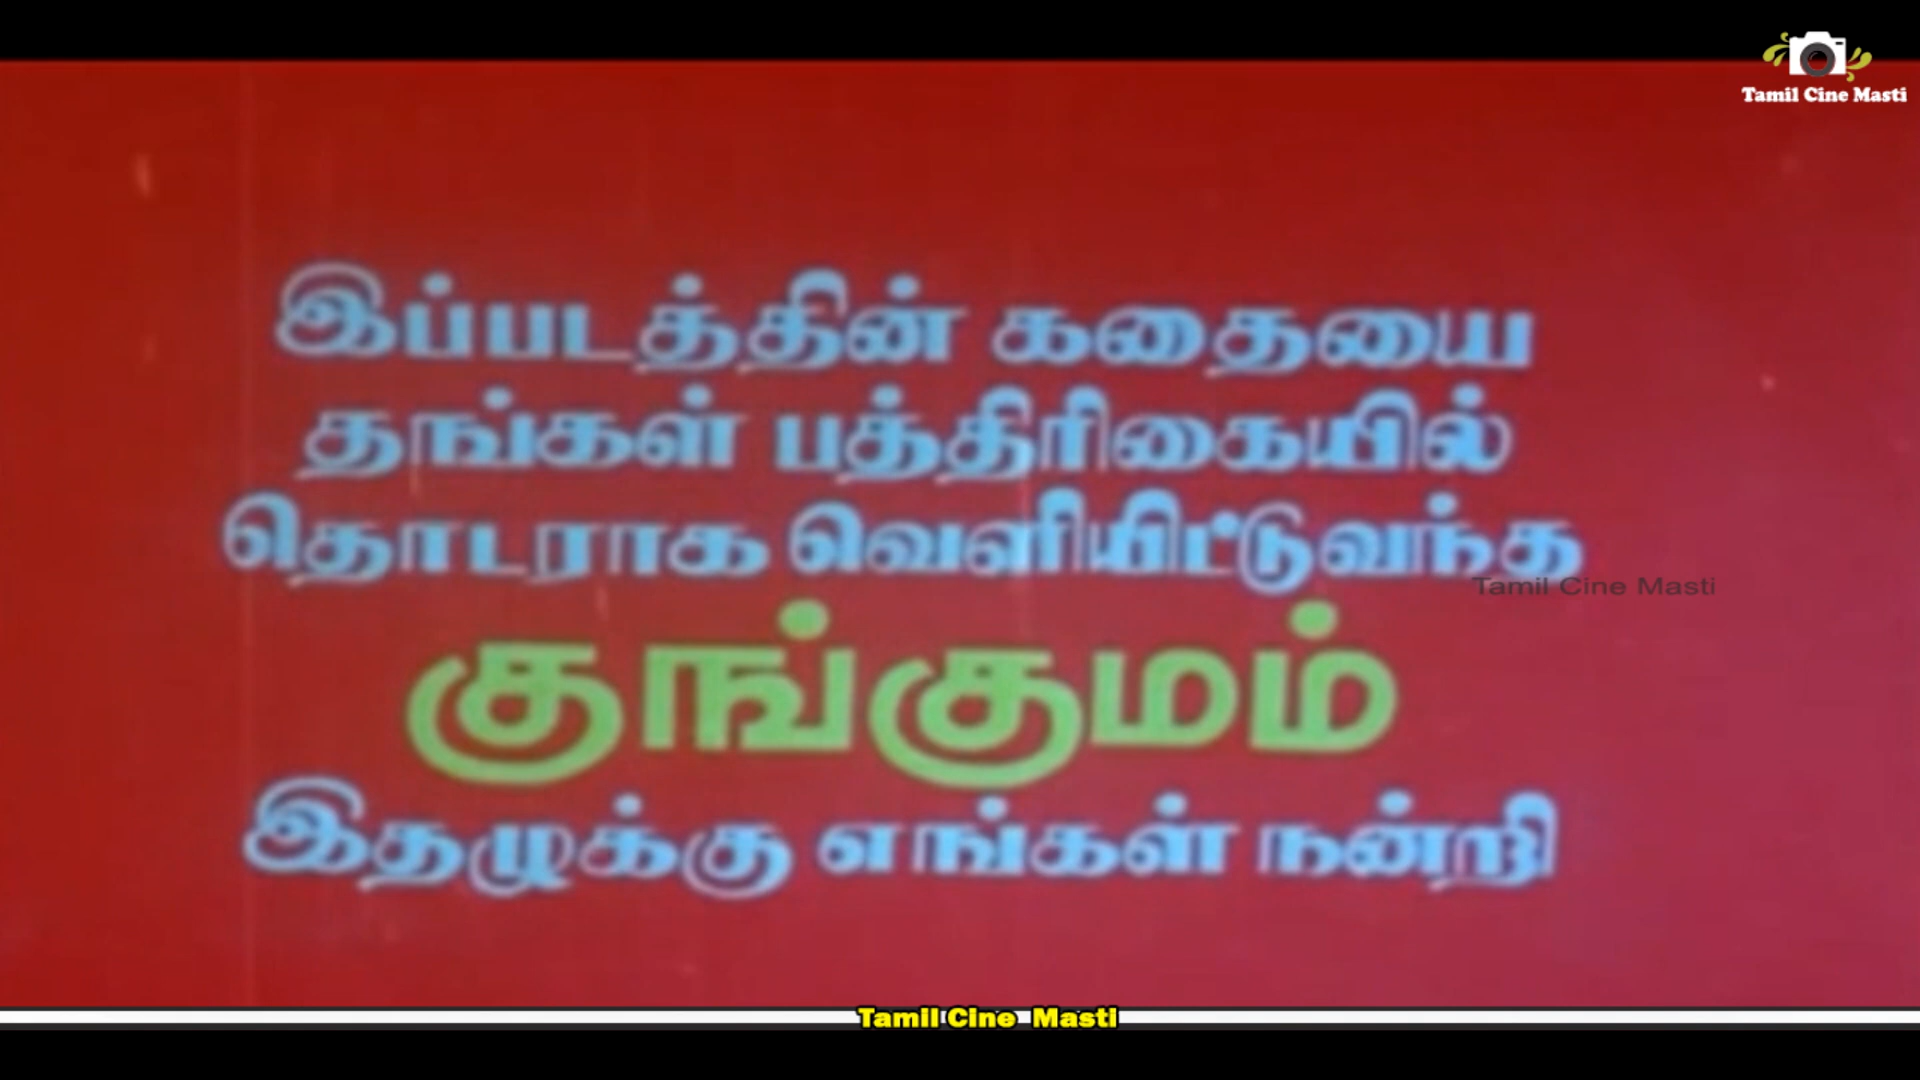 Tamil Cine Masti
இப்படத்தின் கதையை
தங்கள் பத்திரிகையில்
தொடராக வெளியிட்டுவந்த
Tamil Cine Masti
குங்குமம்
இதழுக்கு எங்கள் நன்றி
Tamil Cine Masti